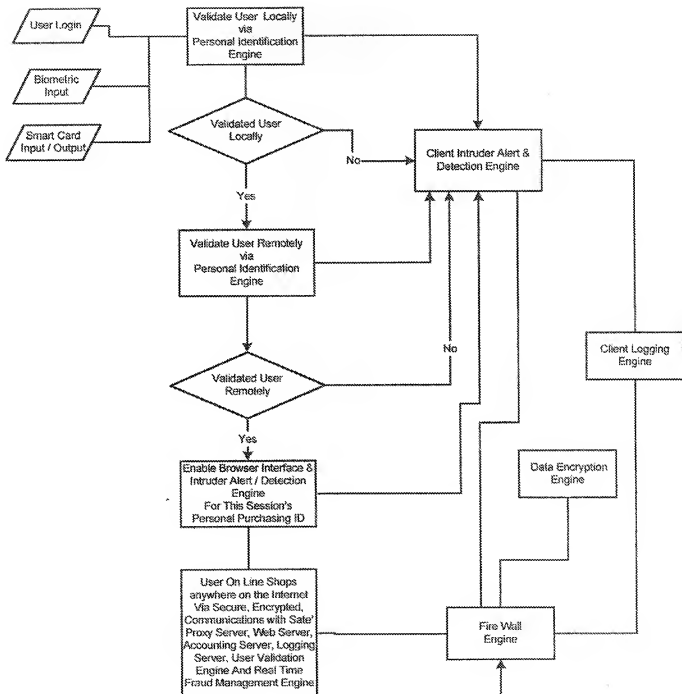 User Login
Validate User Locally
via
Personal Identification
Engine
Biometric
Input
Smart Card
Input / Output
Validated User
Locally
No
Client Intruder Alert &
Detection Engine
Yes
Validate User Remotely
via
Personal Identification
Engine
No
Client Logging
Engine
Validated User
Remotely
Yes
Enable Browser Interface &
Intruder Alert / Detection
Engine
For This Session's
Personal Purchasing ID
Data Encryption
Engine
User On Line Shops
anywhere on the Internet
Via Secure, Encrypted,
Communications with Sate'
Proxy Server, Web Server,
Accounting Server, Logging
Server, User Validation
Engine And Real Time
Fraud Management Engine
Fire Wall
Engine